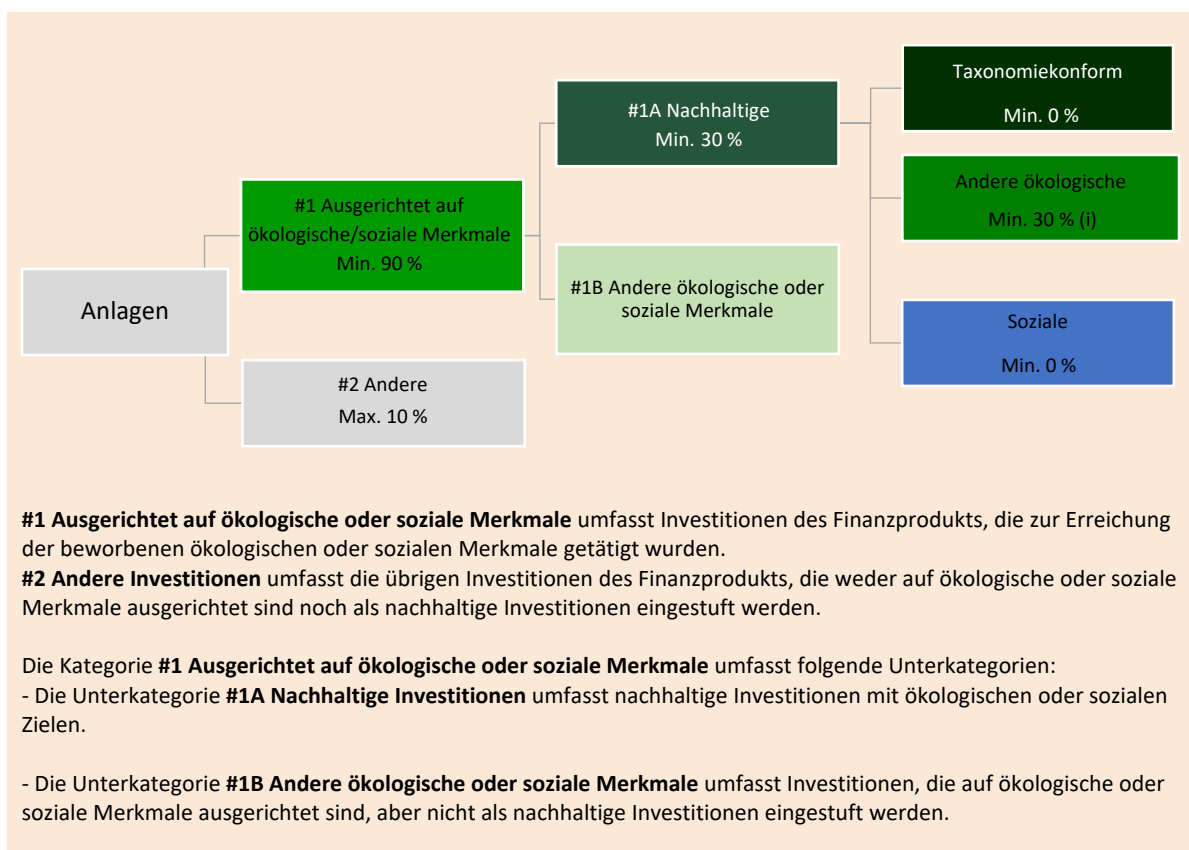 Anlagen
#1 Ausgerichtet auf
ökologische/soziale Merkmale
Min. 90 %
#2 Andere
Max. 10 %
#1A Nachhaltige
Min. 30 %
#1B Andere ökologische oder
soziale Merkmale
Taxonomiekonform
Min. 0 %
Andere ökologische
Min. 30 % (i)
Soziale
Min. 0 %
#1 Ausgerichtet auf ökologische oder soziale Merkmale umfasst Investitionen des Finanzprodukts, die zur Erreichung
der beworbenen ökologischen oder sozialen Merkmale getätigt wurden.
#2 Andere Investitionen umfasst die übrigen Investitionen des Finanzprodukts, die weder auf ökologische oder soziale
Merkmale ausgerichtet sind noch als nachhaltige Investitionen eingestuft werden.
Die Kategorie #1 Ausgerichtet auf ökologische oder soziale Merkmale umfasst folgende Unterkategorien:
- Die Unterkategorie #1A Nachhaltige Investitionen umfasst nachhaltige Investitionen mit ökologischen oder sozialen
Zielen.
- Die Unterkategorie #1B Andere ökologische oder soziale Merkmale umfasst Investitionen, die auf ökologische oder
soziale Merkmale ausgerichtet sind, aber nicht als nachhaltige Investitionen eingestuft werden.